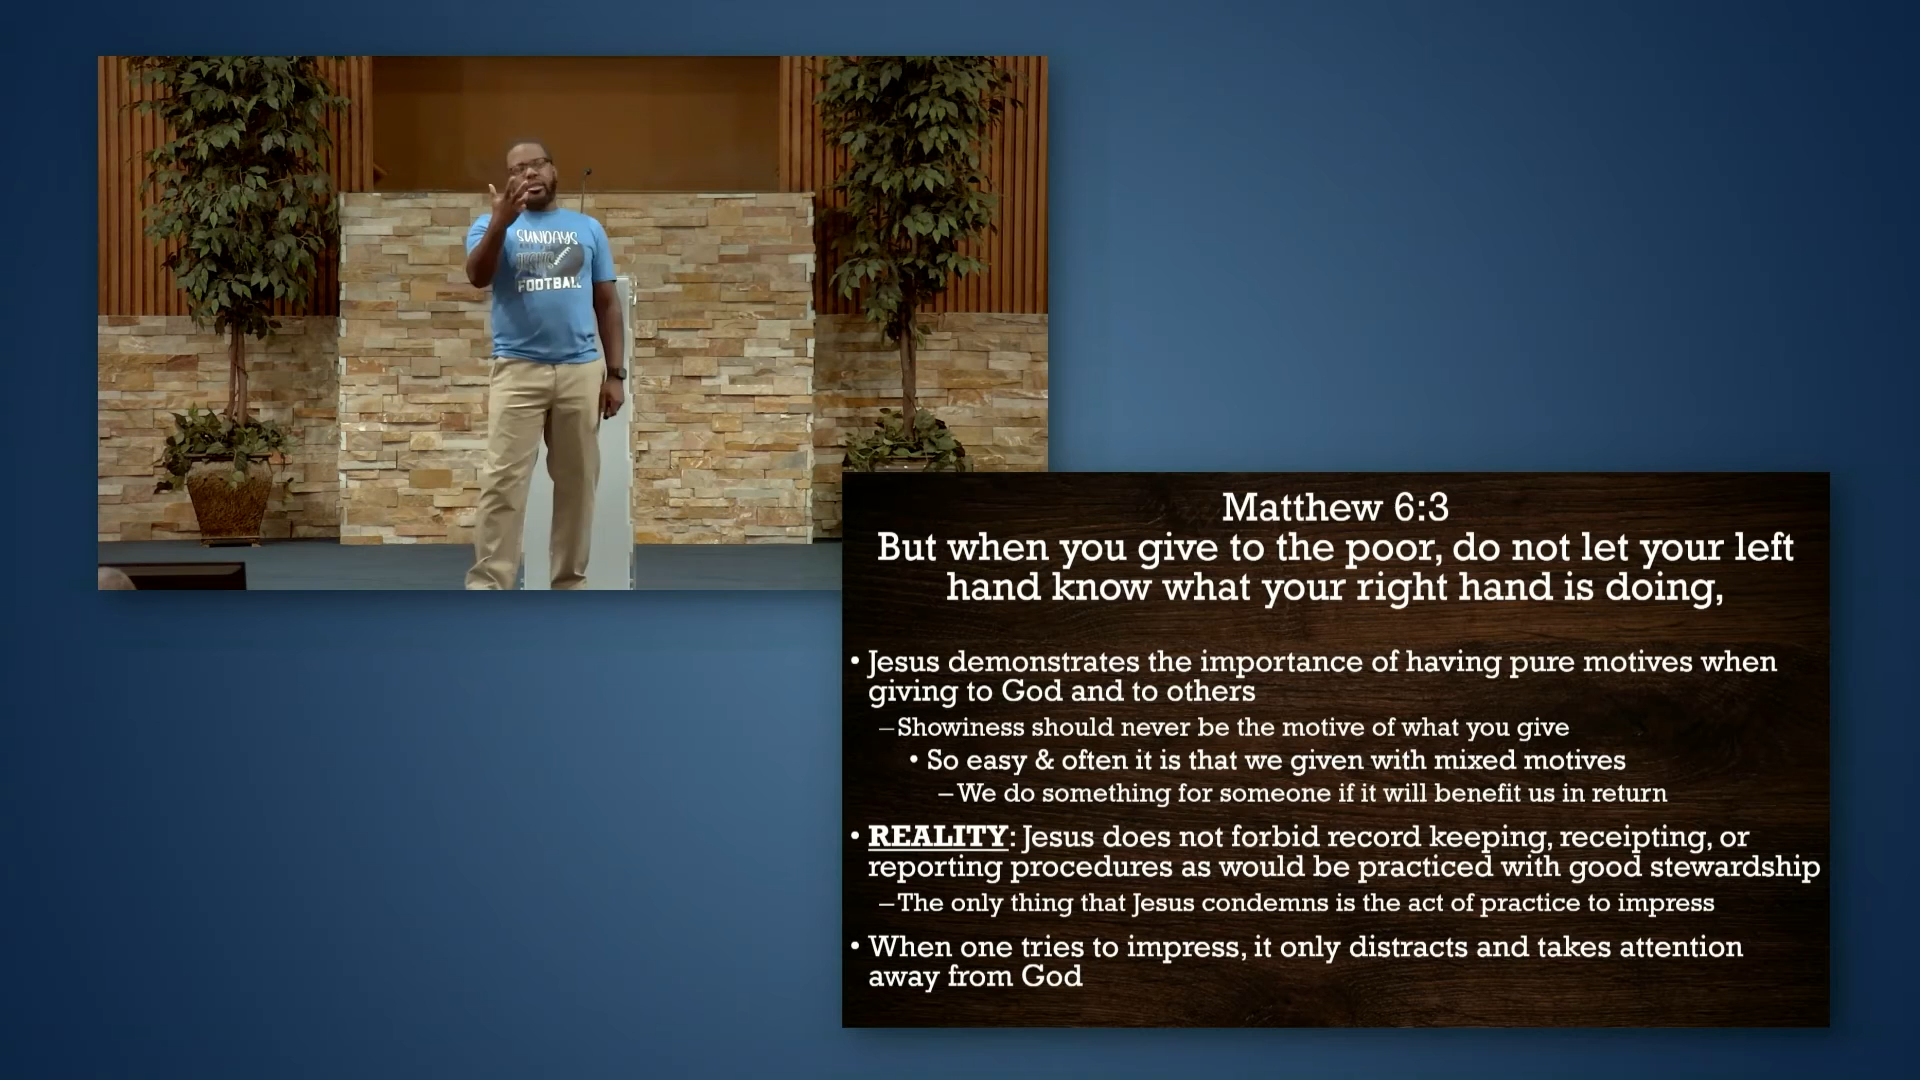 SUNDAYS
JESUS
FOOTBALL
Matthew 6:3
But when you give to the poor, do not let your left
hand know what your right hand is doing,
• Jesus demonstrates the importance of having pure motives when
giving to God and to others
–Showiness should never be the motive of what you give
• So easy & often it is that we given with mixed motives
–We do something for someone if it will benefit us in return
• REALITY: Jesus does not forbid record keeping, receipting, or
reporting procedures as would be practiced with good stewardship
–The only thing that Jesus condemns is the act of practice to impress
• When one tries to impress, it only distracts and takes attention
away from God